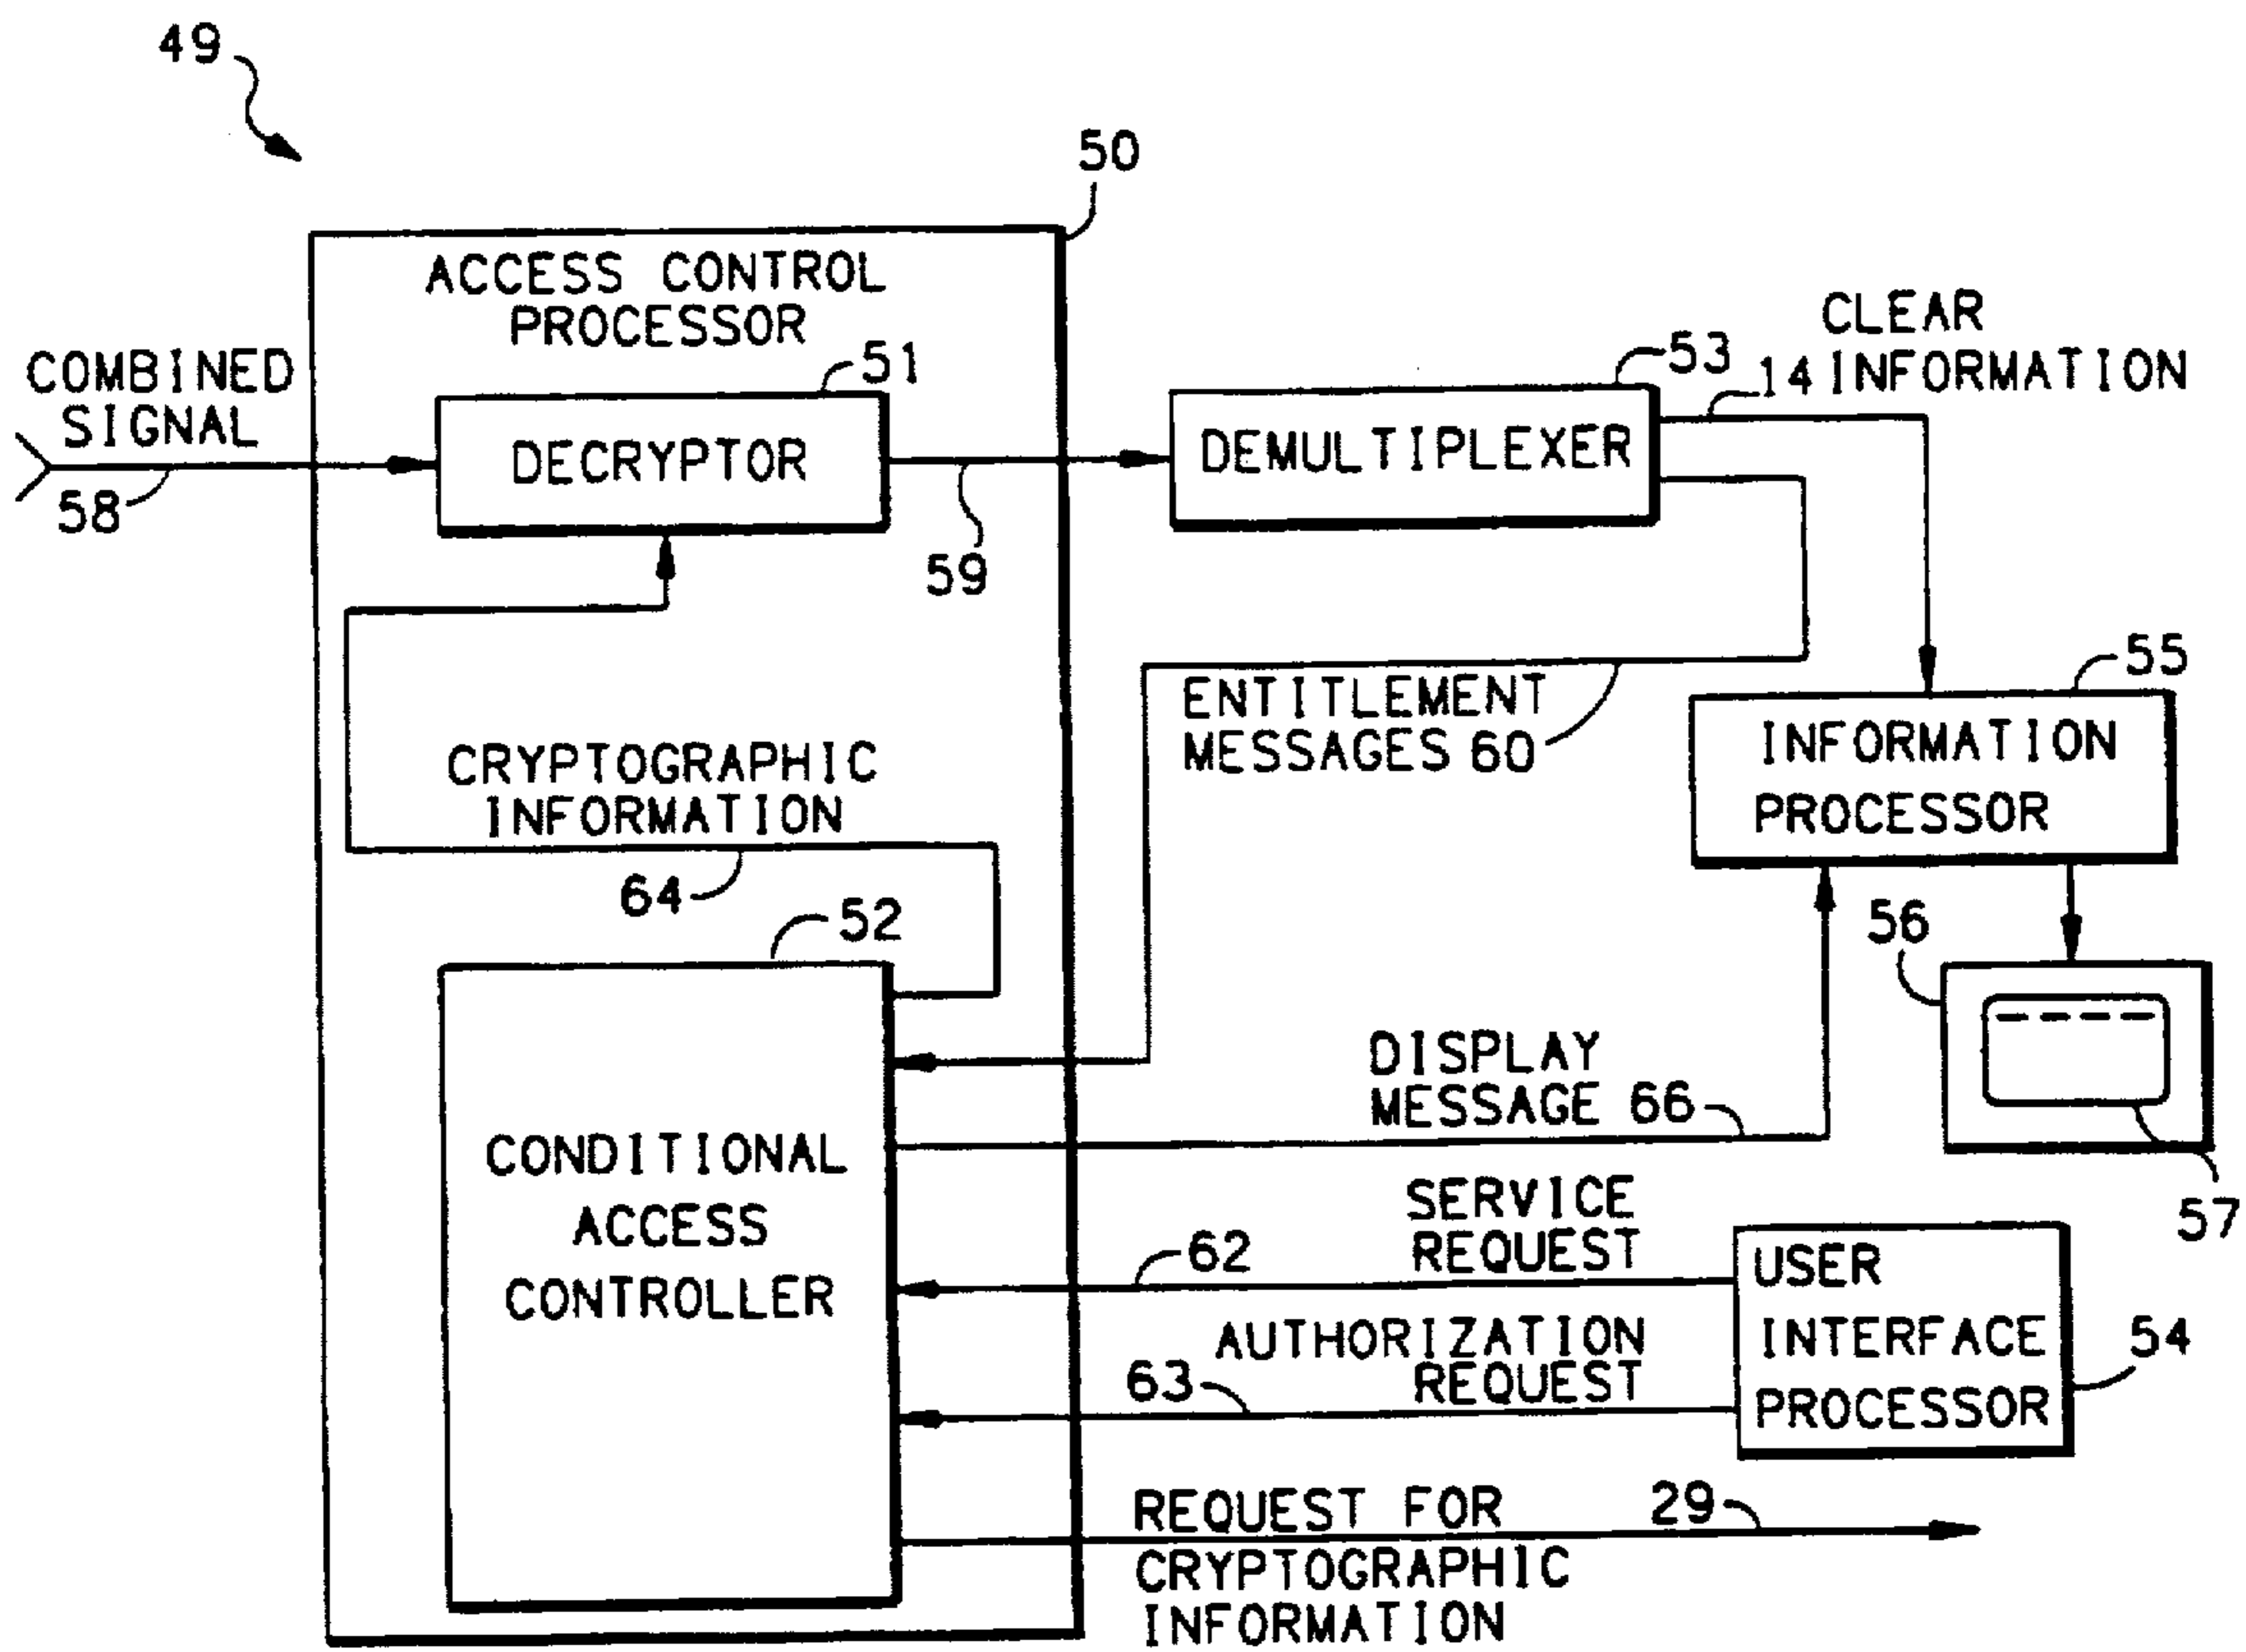 49
50
ACCESS CONTROL
PROCESSOR
COMBINED
SIGNAL
58
51
DECRYPTOR
59
53
DEMULTIPLEXER
CLEAR
14 INFORMATION
ENTITLEMENT
MESSAGES 60
55
INFORMATION
PROCESSOR
CRYPTOGRAPHIC
INFORMATION
64
52
56
57
CONDITIONAL
ACCESS
CONTROLLER
DISPLAY
MESSAGE 66
SERVICE
REQUEST
62
AUTHORIZATION
REQUEST
63
USER
INTERFACE
PROCESSOR
54
REQUEST FOR
CRYPTOGRAPHIC
INFORMATION
29